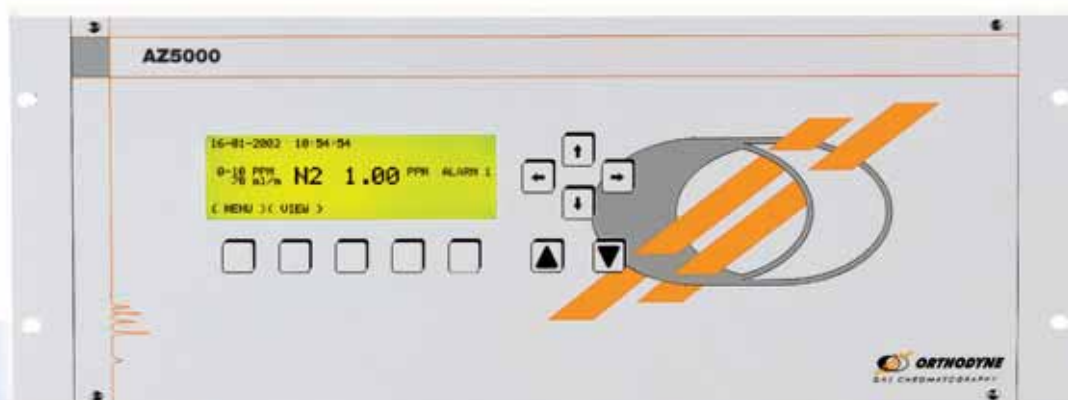 AZ5000
16-01-2002 10:54:54
0-10 PPM N2 1.00 PPM ALARM 1
70 ml/m
( MENU )( VIEW )
ORTHODYNE
GAS CHROMATOGRAPHY